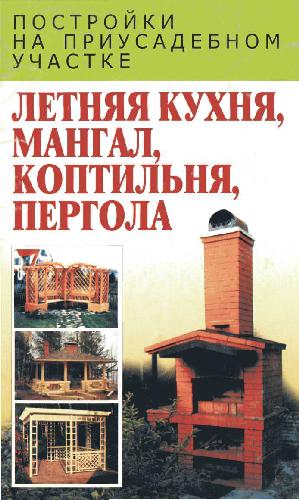 ПОСТРОЙКИ
НА ПРИУСАДЕБНОМ
УЧАСТКЕ
ЛЕТНЯЯ КУХНЯ,
МАНГАЛ,
КОПТИЛЬНЯ,
ПЕРГОЛА